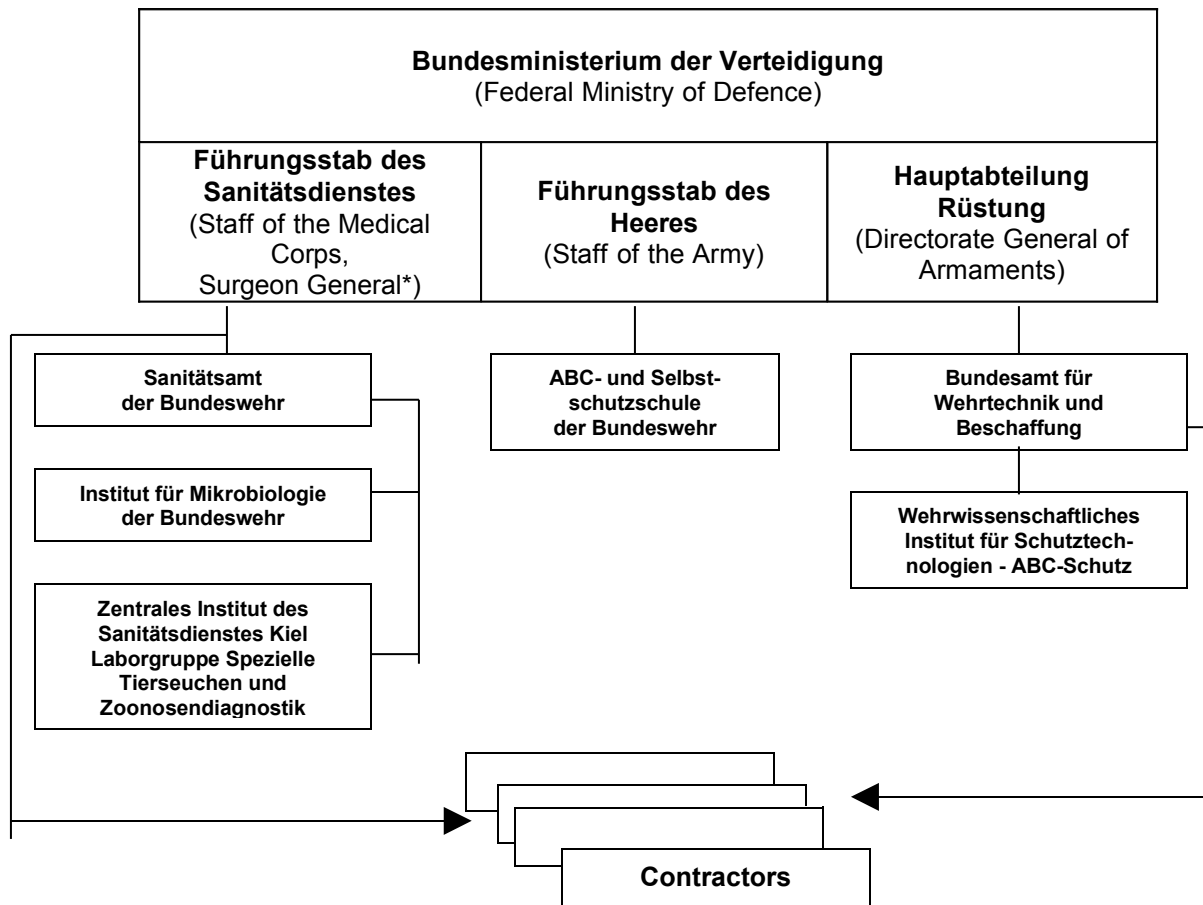 Bundesministerium der Verteidigung
(Federal Ministry of Defence)
Führungsstab des
Sanitätsdienstes
(Staff of the Medical
Corps,
Surgeon General*)
Führungsstab des
Heeres
(Staff of the Army)
Hauptabteilung
Rüstung
(Directorate General of
Armaments)
Sanitätsamt
der Bundeswehr
ABC- und Selbst-
schutzschule
der Bundeswehr
Bundesamt für
Wehrtechnik und
Beschaffung
Institut für Mikrobiologie
der Bundeswehr
Wehrwissenschaftliches
Institut für Schutztech-
nologien - ABC-Schutz
Zentrales Institut des
Sanitätsdienstes Kiel
Laborgruppe Spezielle
Tierseuchen und
Zoonosendiagnostik
Contractors